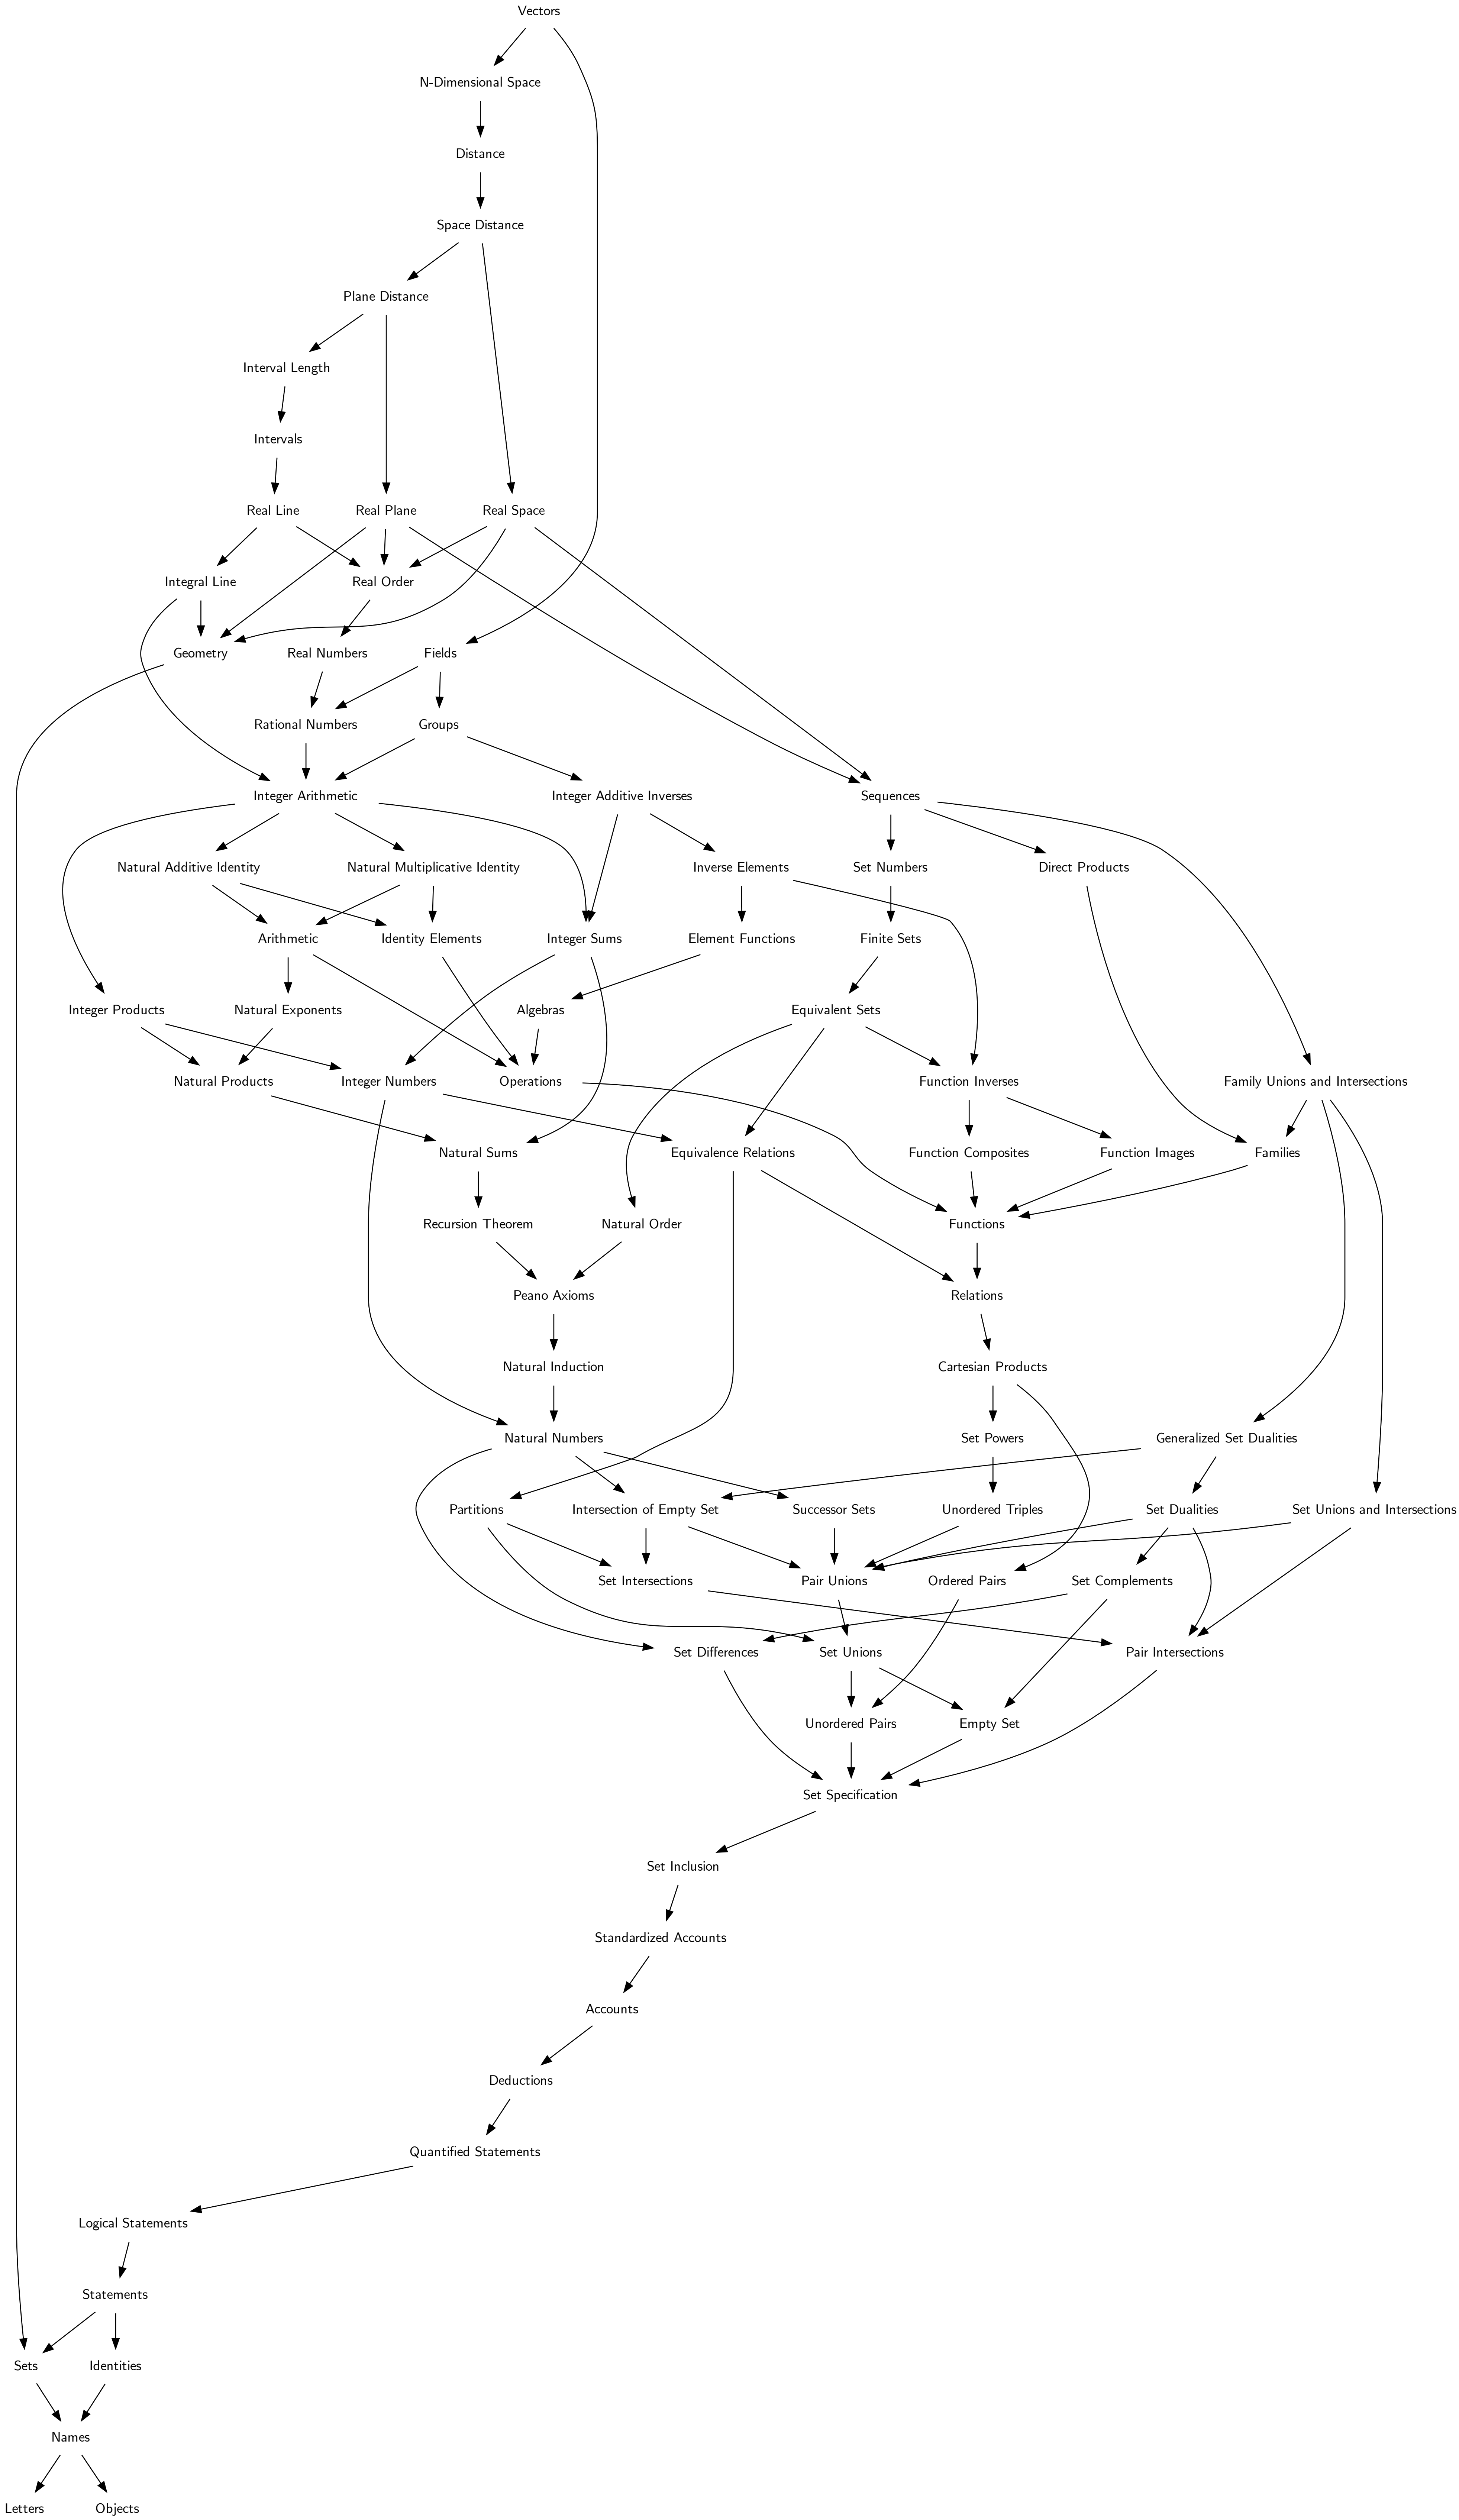 Vectors
N-Dimensional Space
Distance
Space Distance
Plane Distance
Interval Length
Intervals
Real Line
Real Plane
Real Space
Integral Line
Real Order
Geometry
Real Numbers
Fields
Rational Numbers
Groups
Integer Arithmetic
Integer Additive Inverses
Sequences
Natural Additive Identity
Natural Multiplicative Identity
Inverse Elements
Set Numbers
Direct Products
Arithmetic
Identity Elements
Integer Sums
Element Functions
Finite Sets
Integer Products
Natural Exponents
Algebras
Equivalent Sets
Natural Products
Integer Numbers
Operations
Function Inverses
Family Unions and Intersections
Natural Sums
Equivalence Relations
Function Composites
Function Images
Families
Recursion Theorem
Natural Order
Functions
Peano Axioms
Relations
Natural Induction
Cartesian Products
Natural Numbers
Set Powers
Generalized Set Dualities
Partitions
Intersection of Empty Set
Successor Sets
Unordered Triples
Set Dualities
Set Unions and Intersections
Set Intersections
Pair Unions
Ordered Pairs
Set Complements
Set Differences
Set Unions
Pair Intersections
Unordered Pairs
Empty Set
Set Specification
Set Inclusion
Standardized Accounts
Accounts
Deductions
Quantified Statements
Logical Statements
Statements
Sets
Identities
Names
Letters
Objects